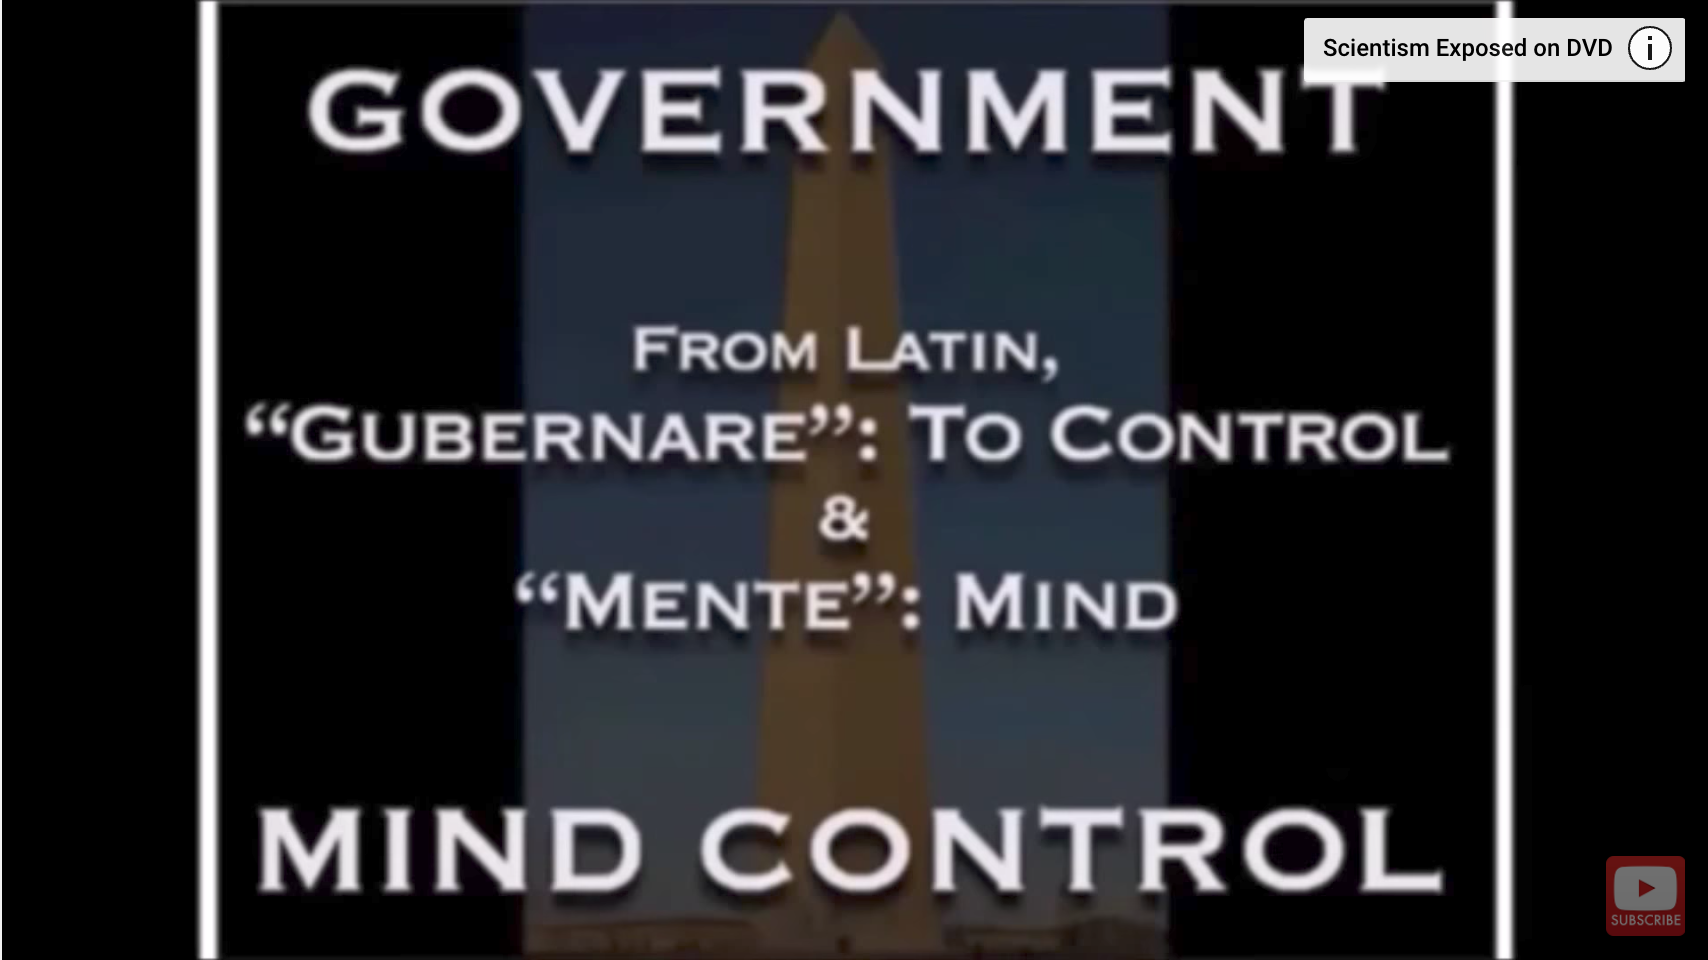 Scientism Exposed on DVD
GOVERNMENT
FROM LATIN,
“GUBERNARE”: TO CONTROL
&
“MENTE”: MIND
MIND CONTROL
SUBSCRIBE